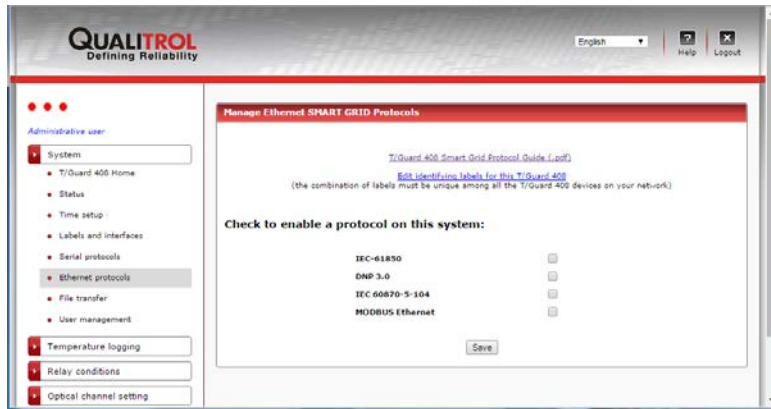 QUALITROL
Defining Reliability
English
Help
Logout
Administrative user
System
T/Guard 408 Home
Status
Time setup
Labels and interfaces
Serial protocols
Ethernet protocols
File transfer
User management
Temperature logging
Relay conditions
Optical channel setting
Manage Ethernet SMART GRID Protocols
T/Guard 408 Smart Grid Protocol Guide (.pdf)
Edit identifying labels for this T/Guard 408
(the combination of labels must be unique among all the T/Guard 408 devices on your network)
Check to enable a protocol on this system:
IEC-61850
DNP 3.0
IEC 60870-5-104
MODBUS Ethernet
Save